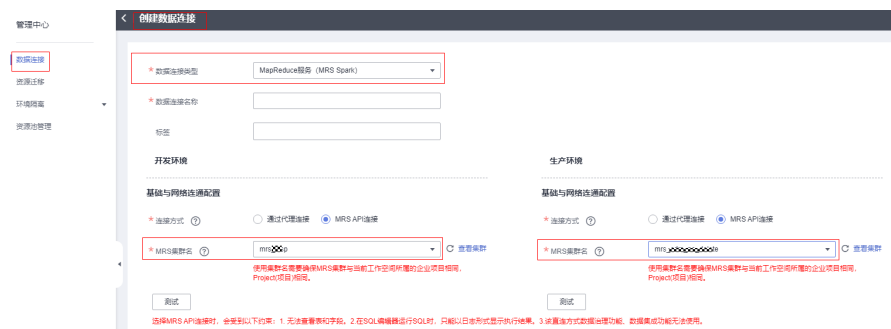 管理中心
创建数据连接
数据连接
资源迁移
环境隔离
资源池管理
* 数据连接类型
MapReduce服务 (MRS Spark)
* 数据连接名称
标签
开发环境
生产环境
基础与网络连通配置
基础与网络连通配置
* 连接方式 ? 通过代理连接 MRS API连接
* 连接方式 ? 通过代理连接 MRS API连接
* MRS集群名 ? 查看集群
* MRS集群名 ? 查看集群
使用集群名需要确保MRS集群与当前工作空间所属的企业项目相同,
Project(项目)相同。
使用集群名需要确保MRS集群与当前工作空间所属的企业项目相同,
Project(项目)相同。
测试
测试
选择MRS API连接时,会受到以下约束:1. 无法查看表和字段。2.在SQL编辑器运行SQL时,只能以日志形式显示执行结果。3.该直连方式数据治理功能、数据集成功能无法使用。